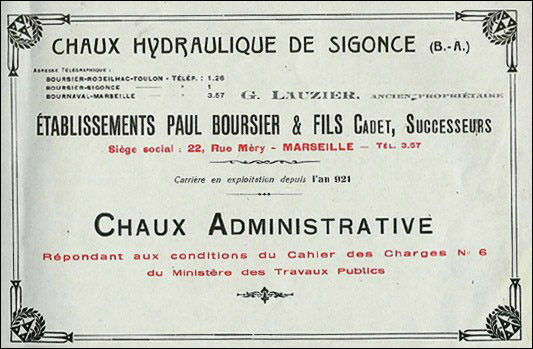 CHAUX HYDRAULIQUE DE SIGONCE (B.-A.)
ADRESSE TÉLÉGRAPHIQUE :
BOURSIER-RODEILHAC-TOULON - TÉLÉP. : 1.26
BOURSIER-SIGONCE — " 1
BOURNAVAL-MARSEILLE — " 3.57 G. LAUZIER, ANCIEN PROPRIÉTAIRE
ÉTABLISSEMENTS PAUL BOURSIER & FILS CADET, SUCCESSEURS
Siège social : 22, Rue Méry - MARSEILLE — TÉL. 3.57
Carrière en exploitation depuis l'an 921
CHAUX ADMINISTRATIVE
Répondant aux conditions du Cahier des Charges N° 6
du Ministère des Travaux Publics